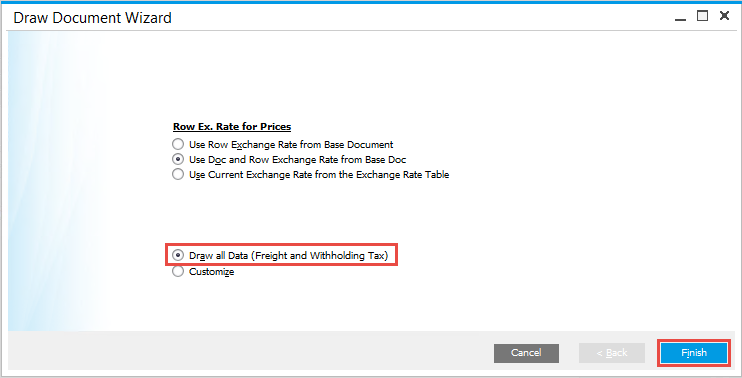 Draw Document Wizard
Row Ex. Rate for Prices
Use Row Exchange Rate from Base Document
Use Doc and Row Exchange Rate from Base Doc
Use Current Exchange Rate from the Exchange Rate Table
Draw all Data (Freight and Withholding Tax)
Customize
Cancel
< Back
Finish